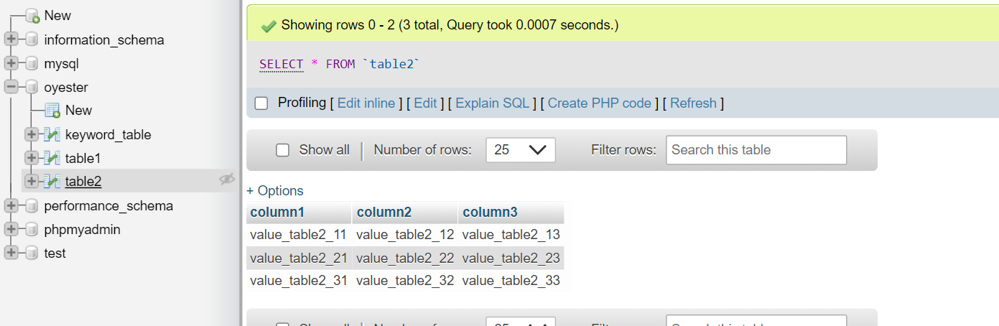 New
information_schema
mysql
oyester
New
keyword_table
table1
table2
performance_schema
phpmyadmin
test
Showing rows 0 - 2 (3 total, Query took 0.0007 seconds.)
SELECT * FROM `table2`
Profiling [ Edit inline ] [ Edit ] [ Explain SQL ] [ Create PHP code ] [ Refresh ]
Show all | Number of rows: 25 Filter rows: Search this table
+ Options
column1 column2 column3
value_table2_11 value_table2_12 value_table2_13
value_table2_21 value_table2_22 value_table2_23
value_table2_31 value_table2_32 value_table2_33